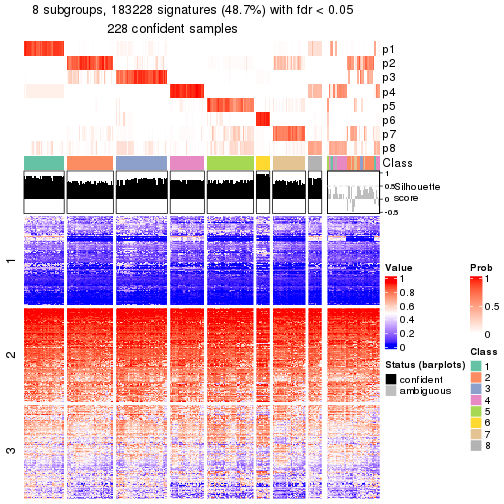 8 subgroups, 183228 signatures (48.7%) with fdr < 0.05
228 confident samples
p1
p2
p3
p4
p5
p6
p7
p8
Class
1
0.5
0
-0.5
Silhouette
score
1
2
3
Value
1
0.8
0.6
0.4
0.2
0
Status (barplots)
confident
ambiguous
Prob
1
0.5
0
Class
1
2
3
4
5
6
7
8